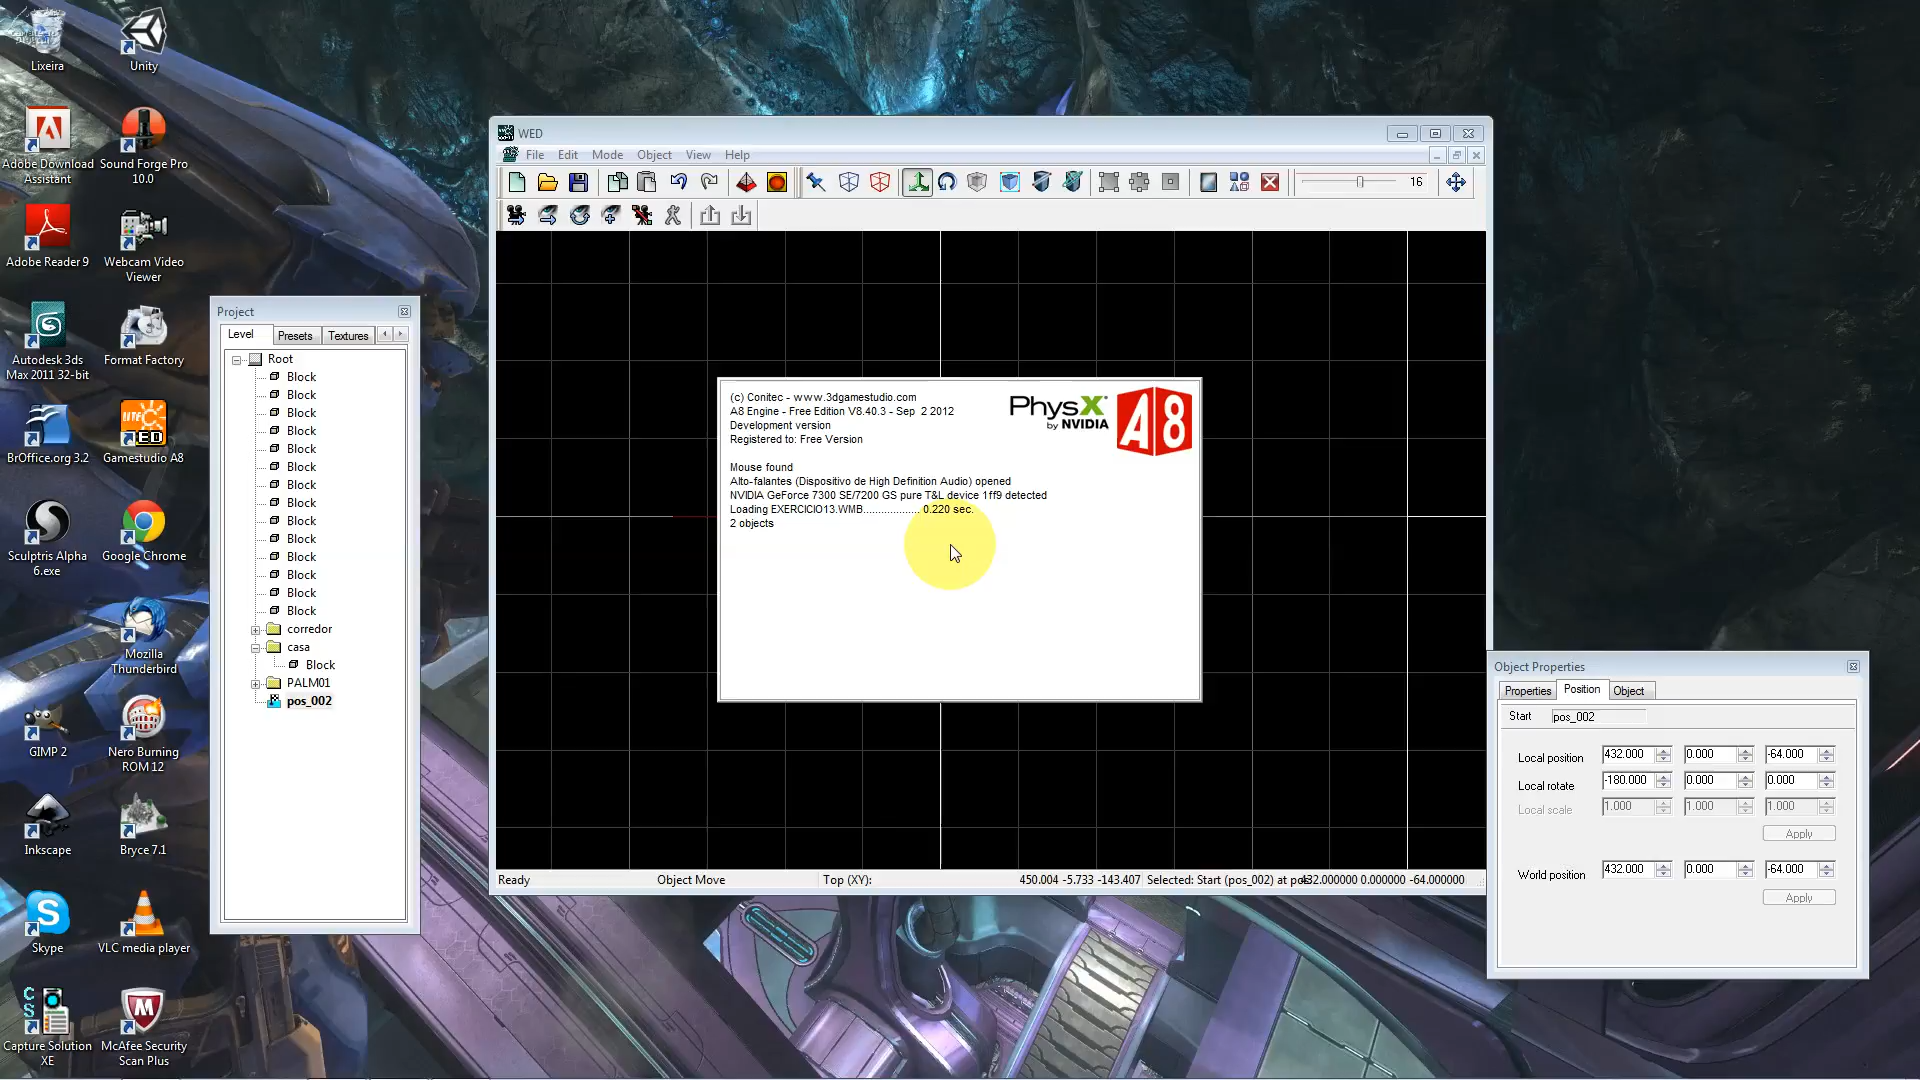 Lixeira
Unity
Adobe Download
Assistant
Sound Forge Pro
10.0
Adobe Reader 9
Webcam Video
Viewer
Autodesk 3ds
Max 2011 32-bit
Format Factory
BrOffice.org 3.2
Gamestudio A8
Sculptris Alpha
6.exe
Google Chrome
Mozilla
Thunderbird
GIMP 2
Nero Burning
ROM 12
Inkscape
Bryce 7.1
Skype
VLC media player
Capture Solution
XE
McAfee Security
Scan Plus
Project
Level Presets Textures
Root
Block
Block
Block
Block
Block
Block
Block
Block
Block
Block
Block
Block
Block
Block
corredor
casa
Block
PALM01
pos_002
WED
File Edit Mode Object View Help
16
(c) Conitec - www.3dgamestudio.com
A8 Engine - Free Edition V8.40.3 - Sep 2 2012
Development version
Registered to: Free Version
PhysX
by NVIDIA
A8
Mouse found
Alto-falantes (Dispositivo de High Definition Audio) opened
NVIDIA GeForce 7300 SE/7200 GS pure T&L device 1ff9 detected
Loading EXERCICIO13.WMB................... 0.220 sec.
2 objects
Ready Object Move Top (XY): 450.004 -5.733 -143.407 Selected: Start (pos_002) at 432.000000 0.000000 -64.000000
Object Properties
Properties Position Object
Start pos_002
Local position 432.000 0.000 -64.000
Local rotate -180.000 0.000 0.000
Local scale 1.000 1.000 1.000
Apply
World position 432.000 0.000 -64.000
Apply